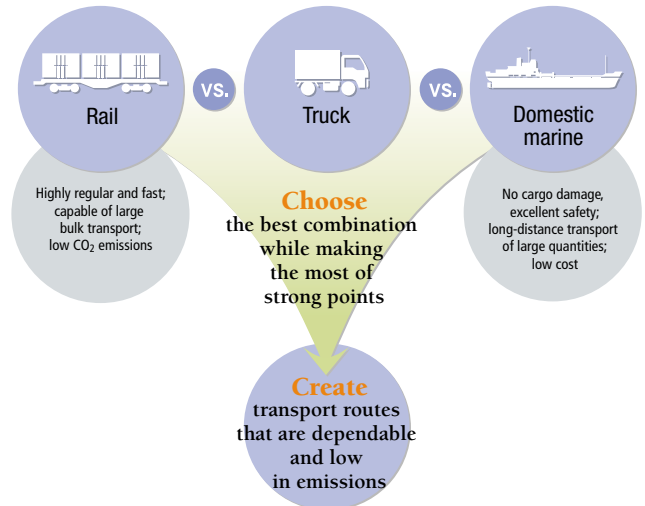 Rail
vs.
Truck
vs.
Domestic
marine
Highly regular and fast;
capable of large
bulk transport;
low CO₂ emissions
Choose
the best combination
while making
the most of
strong points
No cargo damage,
excellent safety;
long-distance transport
of large quantities;
low cost
Create
transport routes
that are dependable
and low
in emissions